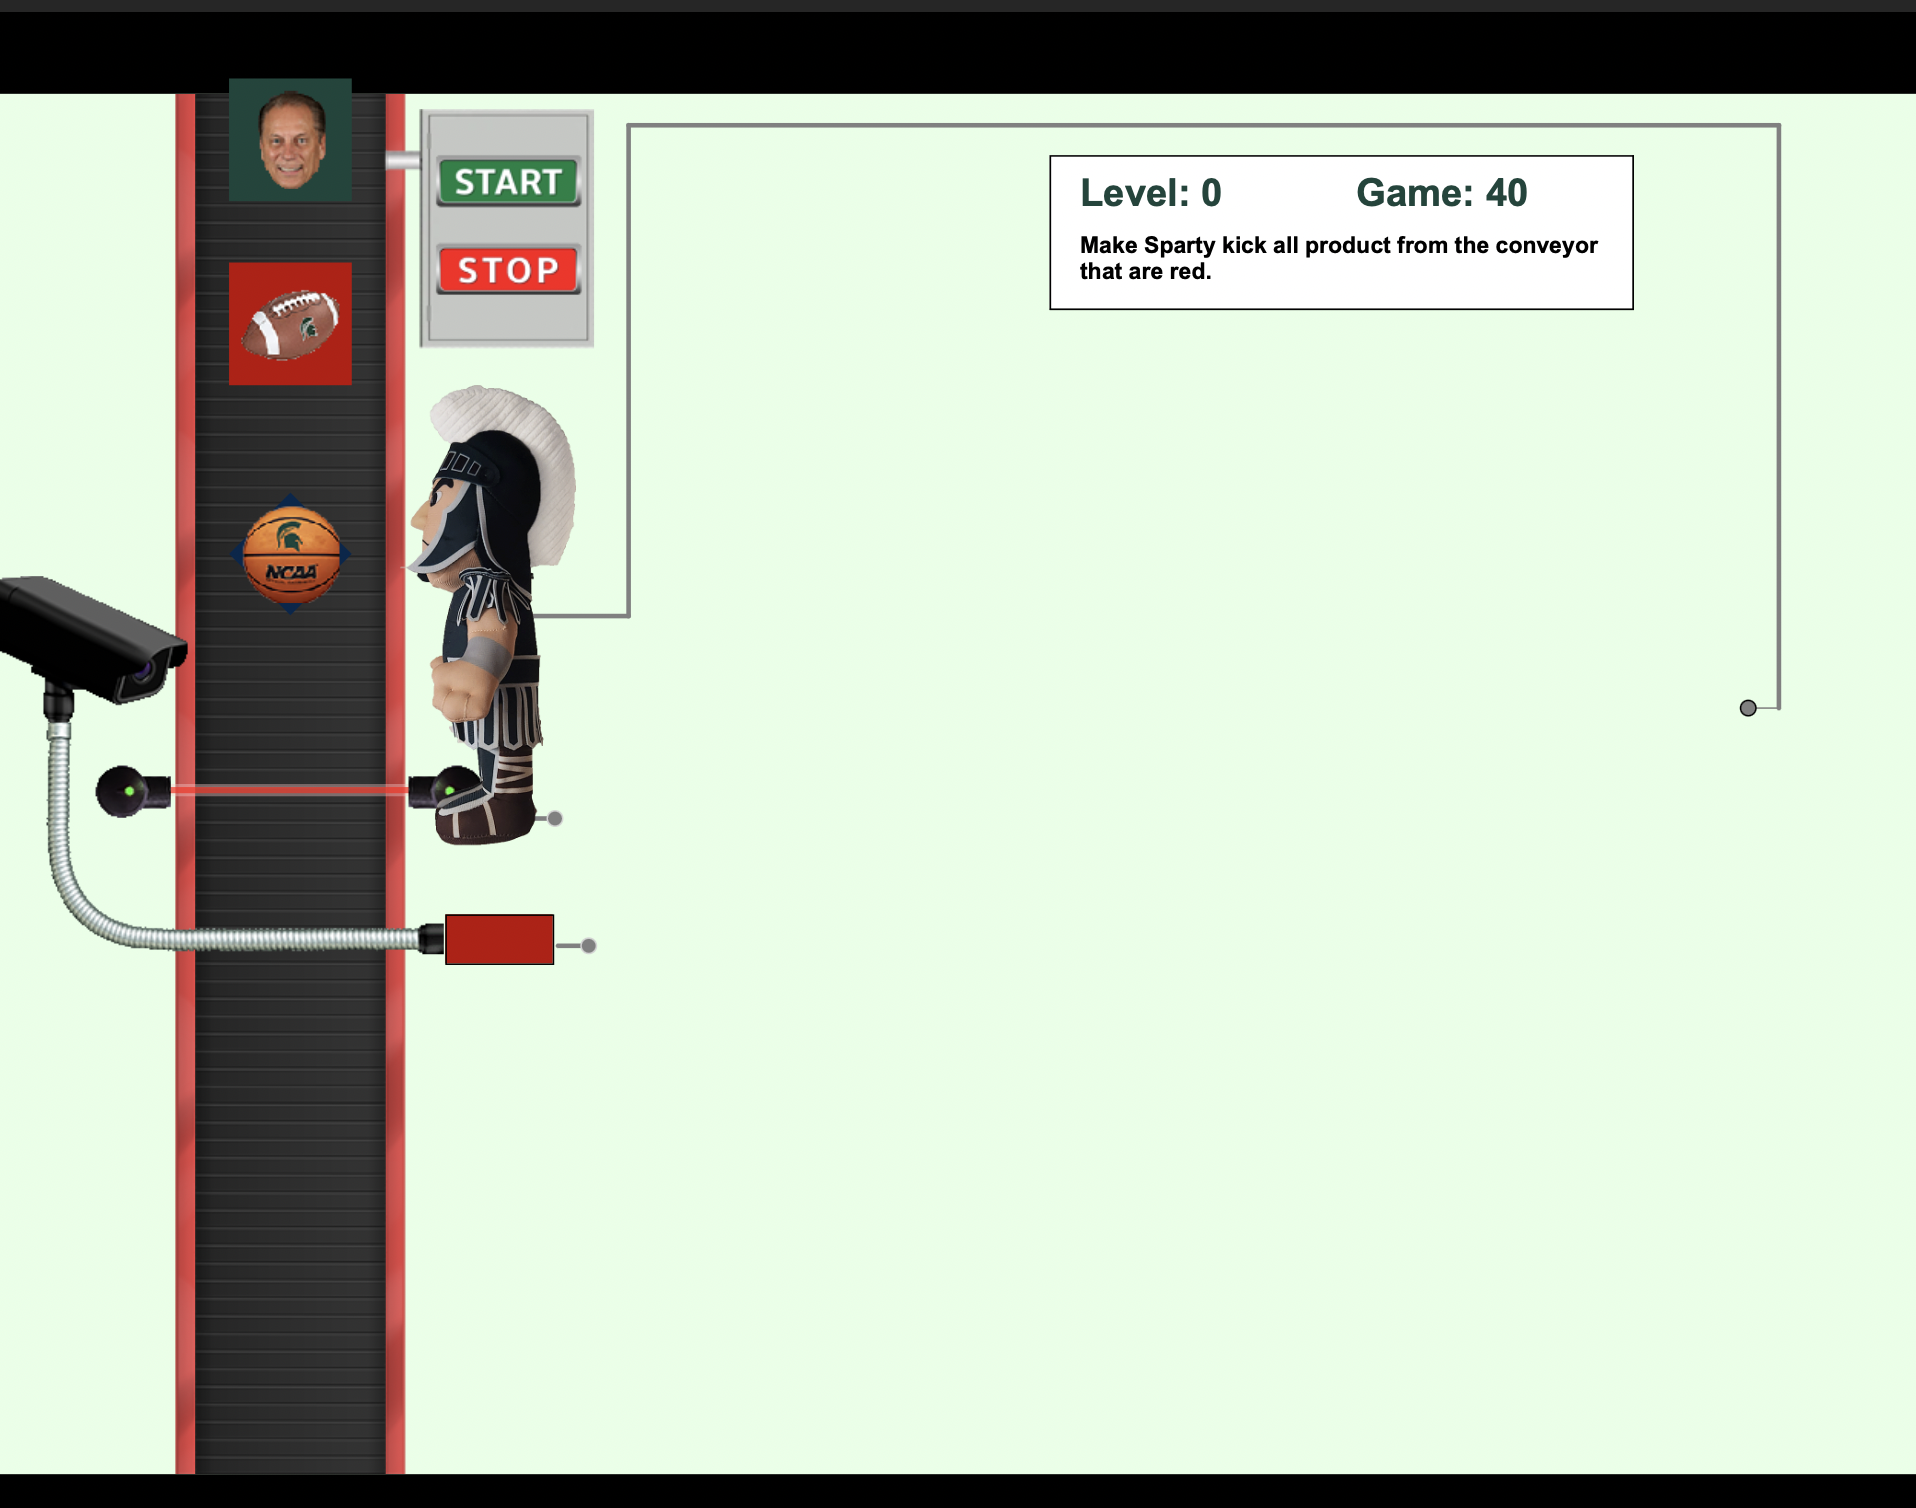 START
STOP
Level: 0 Game: 40
Make Sparty kick all product from the conveyor
that are red.
NCAA